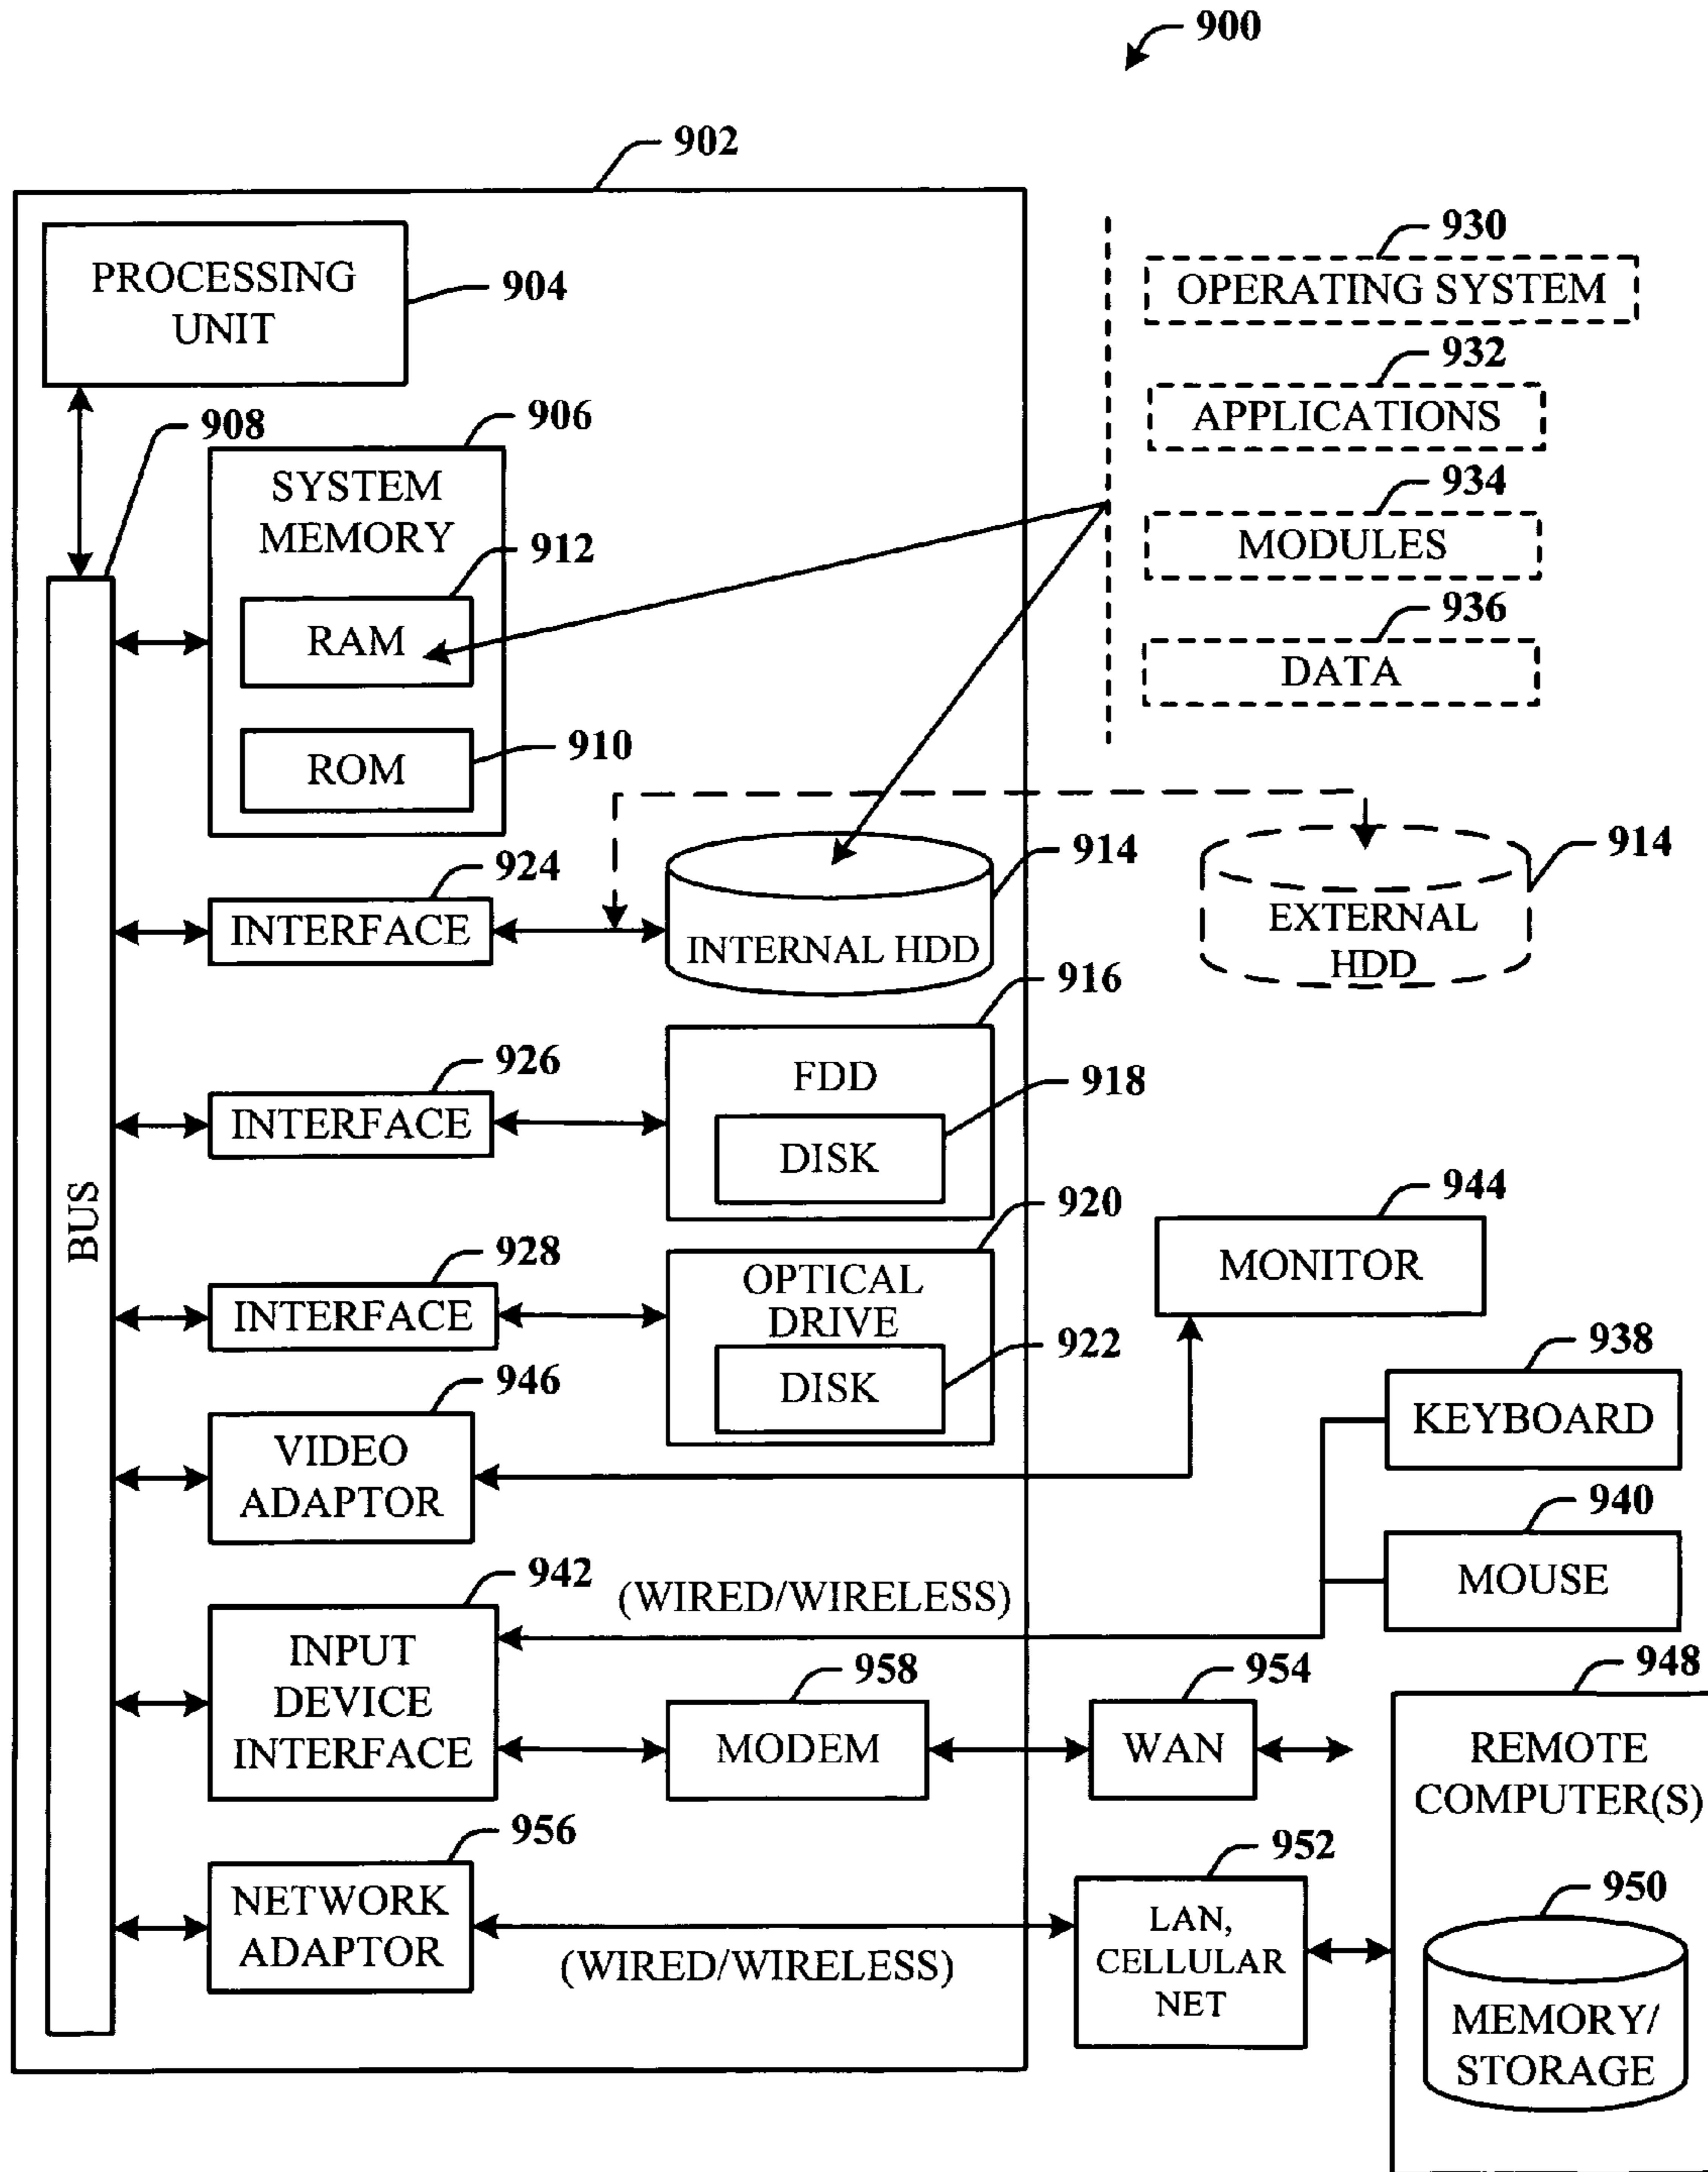 900
902
PROCESSING
UNIT
904
930
OPERATING SYSTEM
932
APPLICATIONS
908
906
SYSTEM
MEMORY
934
MODULES
912
RAM
936
DATA
910
ROM
924
INTERFACE
914
INTERNAL HDD
914
EXTERNAL
HDD
916
FDD
926
INTERFACE
918
DISK
BUS
920
OPTICAL
DRIVE
928
INTERFACE
922
DISK
944
MONITOR
946
VIDEO
ADAPTOR
938
KEYBOARD
940
MOUSE
942
INPUT
DEVICE
INTERFACE
(WIRED/WIRELESS)
958
MODEM
954
WAN
948
REMOTE
COMPUTER(S)
956
NETWORK
ADAPTOR
(WIRED/WIRELESS)
952
LAN,
CELLULAR
NET
950
MEMORY/
STORAGE